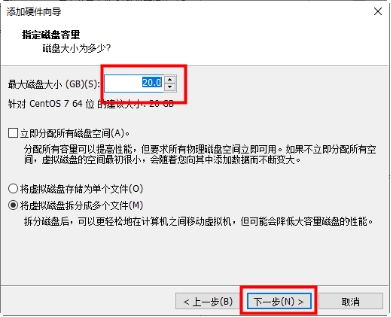 添加硬件向导
指定磁盘容量
磁盘大小为多少?
最大磁盘大小 (GB)(S):
20.0
针对 CentOS 7 64 位 的建议大小: 20 GB
立即分配所有磁盘空间(A)。
分配所有容量可以提高性能，但要求所有物理磁盘空间立即可用。如果不立即分配所有空
间，虚拟磁盘的空间最初很小，会随着您向其中添加数据而不断变大。
将虚拟磁盘存储为单个文件(O)
将虚拟磁盘拆分成多个文件(M)
拆分磁盘后，可以更轻松地在计算机之间移动虚拟机，但可能会降低大容量磁盘的性能。
< 上一步(B)
下一步(N) >
取消